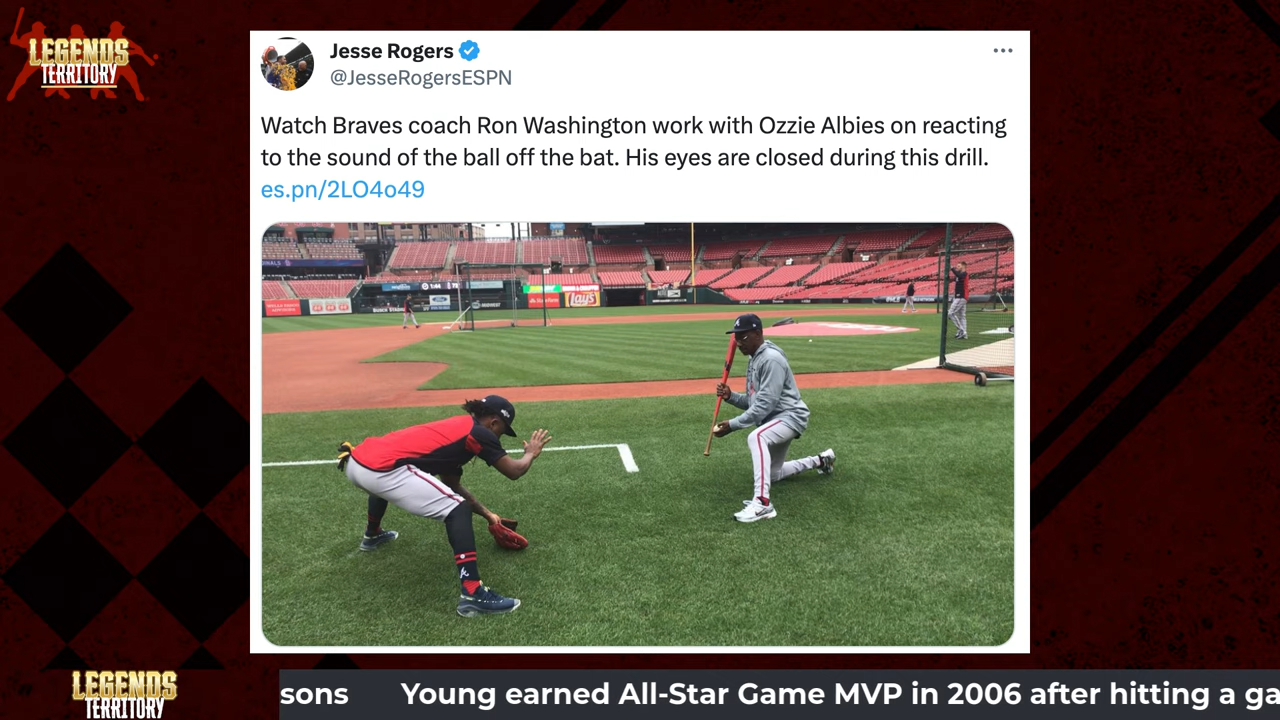 LEGENDS
TERRITORY
Jesse Rogers
@JesseRogersESPN
Watch Braves coach Ron Washington work with Ozzie Albies on reacting
to the sound of the ball off the bat. His eyes are closed during this drill.
es.pn/2LO4o49
Lay's
LEGENDS
TERRITORY
sons Young earned All-Star Game MVP in 2006 after hitting a ga